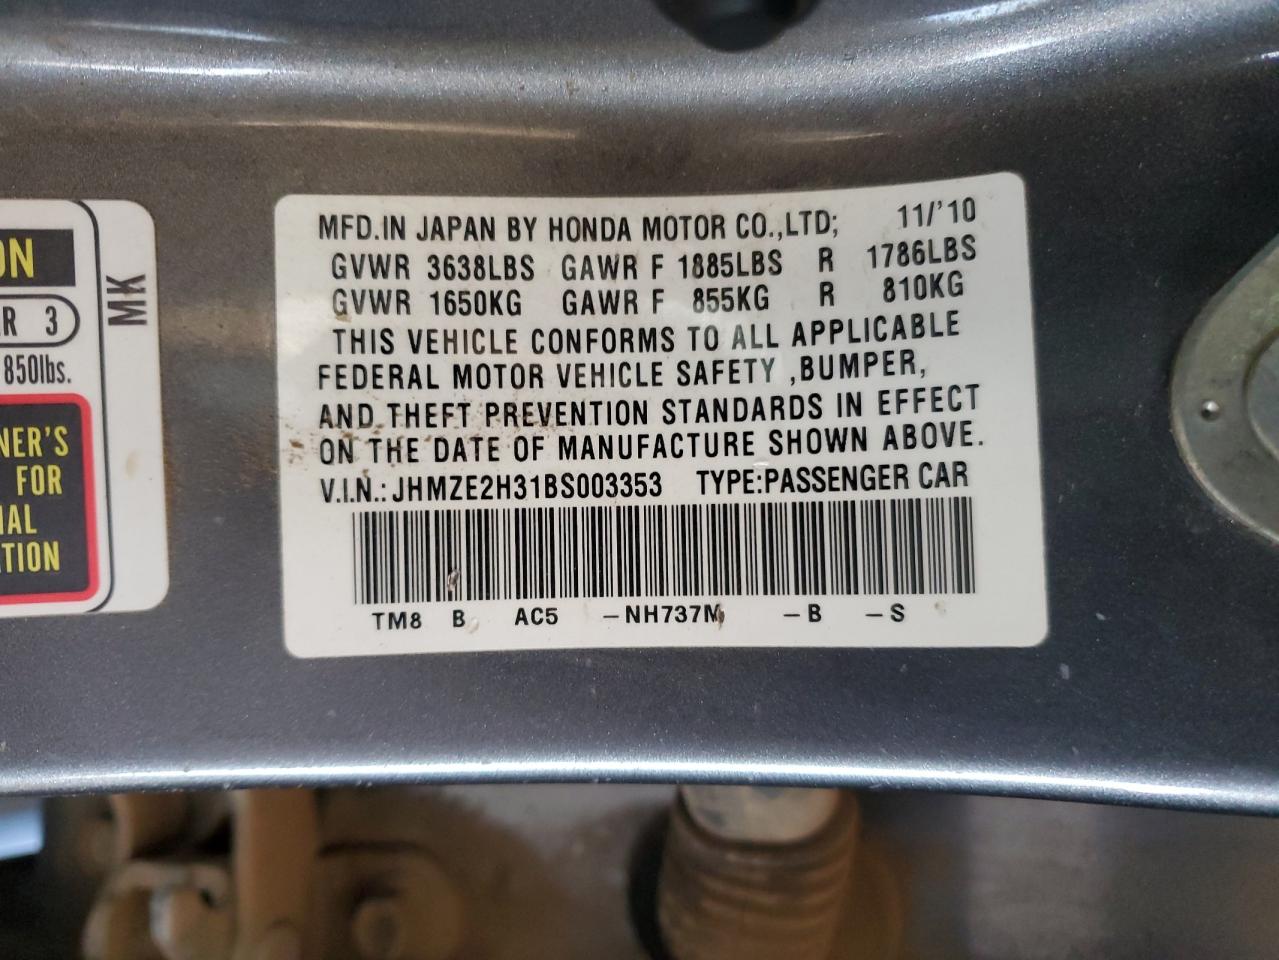 ON
R 3
850lbs.
NER'S
FOR
TION
MK
MFD.IN JAPAN BY HONDA MOTOR CO.,LTD; 11/'10
GVWR 3638LBS GAWR F 1885LBS R 1786LBS
GVWR 1650KG GAWR F 855KG R 810KG
THIS VEHICLE CONFORMS TO ALL APPLICABLE
FEDERAL MOTOR VEHICLE SAFETY ,BUMPER,
AND THEFT PREVENTION STANDARDS IN EFFECT
ON THE DATE OF MANUFACTURE SHOWN ABOVE.
V.I.N.: JHMZE2H31BS003353 TYPE:PASSENGER CAR
TM8 B AC5 –NH737M –B –S